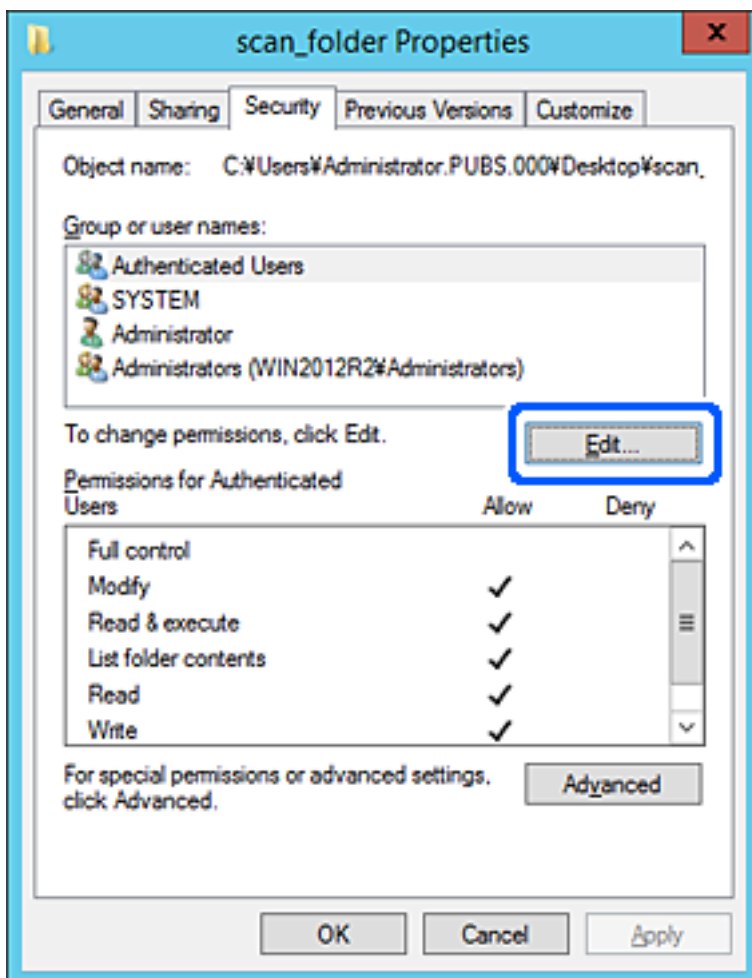 scan_folder Properties
x
General Sharing Security Previous Versions Customize
Object name: C:¥Users¥Administrator.PUBS.000¥Desktop¥scan_
Group or user names:
Authenticated Users
SYSTEM
Administrator
Administrators (WIN2012R2¥Administrators)
To change permissions, click Edit.
Edit...
Permissions for Authenticated
Users Allow Deny
Full control
Modify
Read & execute
List folder contents
Read
Write
For special permissions or advanced settings,
click Advanced.
Advanced
OK Cancel Apply